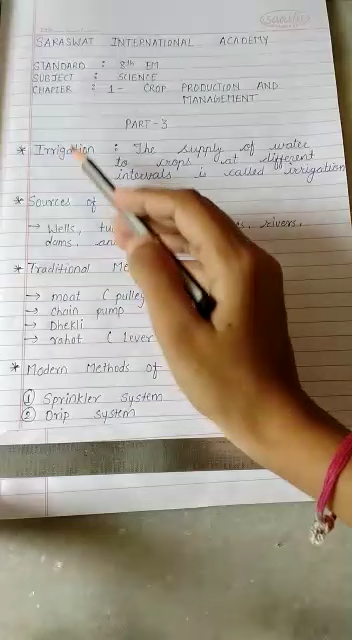 SARASWAT INTERNATIONAL ACADEMY
STANDARD : 8th EM
SUBJECT : SCIENCE
CHAPTER : 1- CROP PRODUCTION AND
MANAGEMENT
PART-3
* Irrigation : The supply of water
to crops at different
intervals is called irrigation
* Sources of
→ Wells, rivers,
dams,
* Traditional
→ moat (pulley
→ chain pump
→ Dhekli
→ rahat (lever
* Modern Methods of
① Sprinkler System
② Drip system